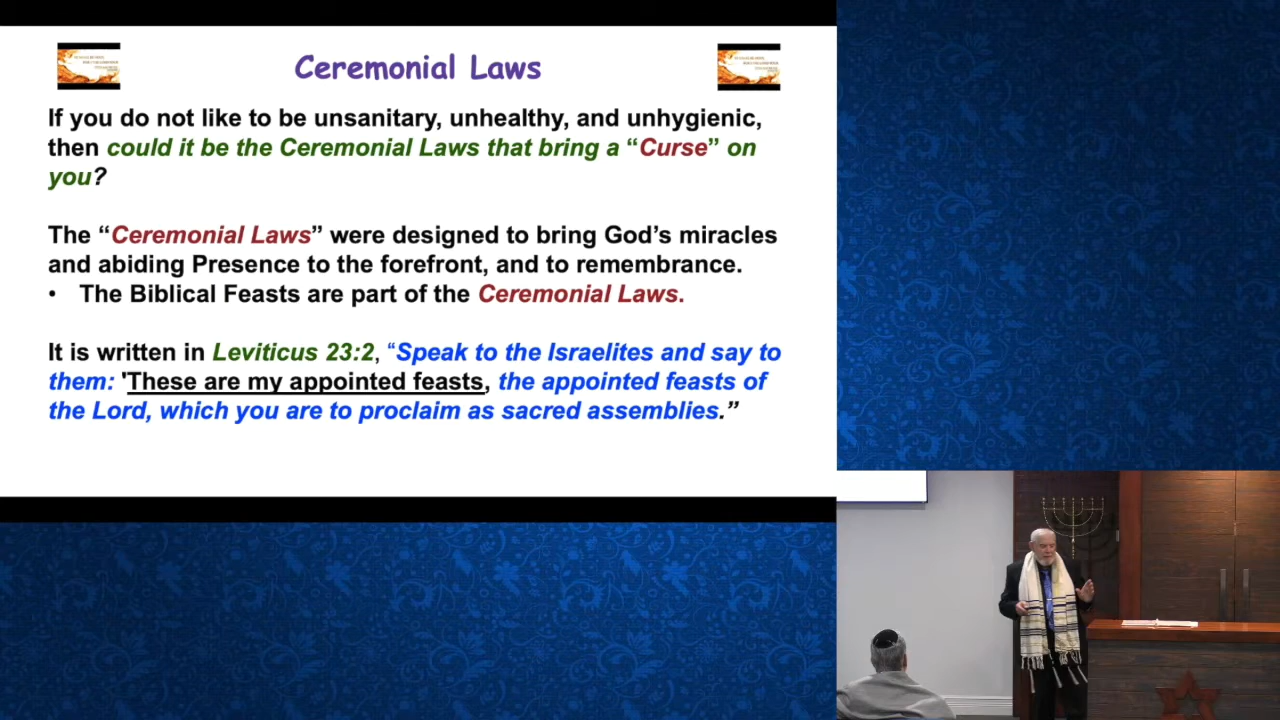 Ceremonial Laws
If you do not like to be unsanitary, unhealthy, and unhygienic,
then could it be the Ceremonial Laws that bring a “Curse” on
you?
The “Ceremonial Laws” were designed to bring God’s miracles
and abiding Presence to the forefront, and to remembrance.
• The Biblical Feasts are part of the Ceremonial Laws.
It is written in Leviticus 23:2, “Speak to the Israelites and say to
them: 'These are my appointed feasts, the appointed feasts of
the Lord, which you are to proclaim as sacred assemblies.”